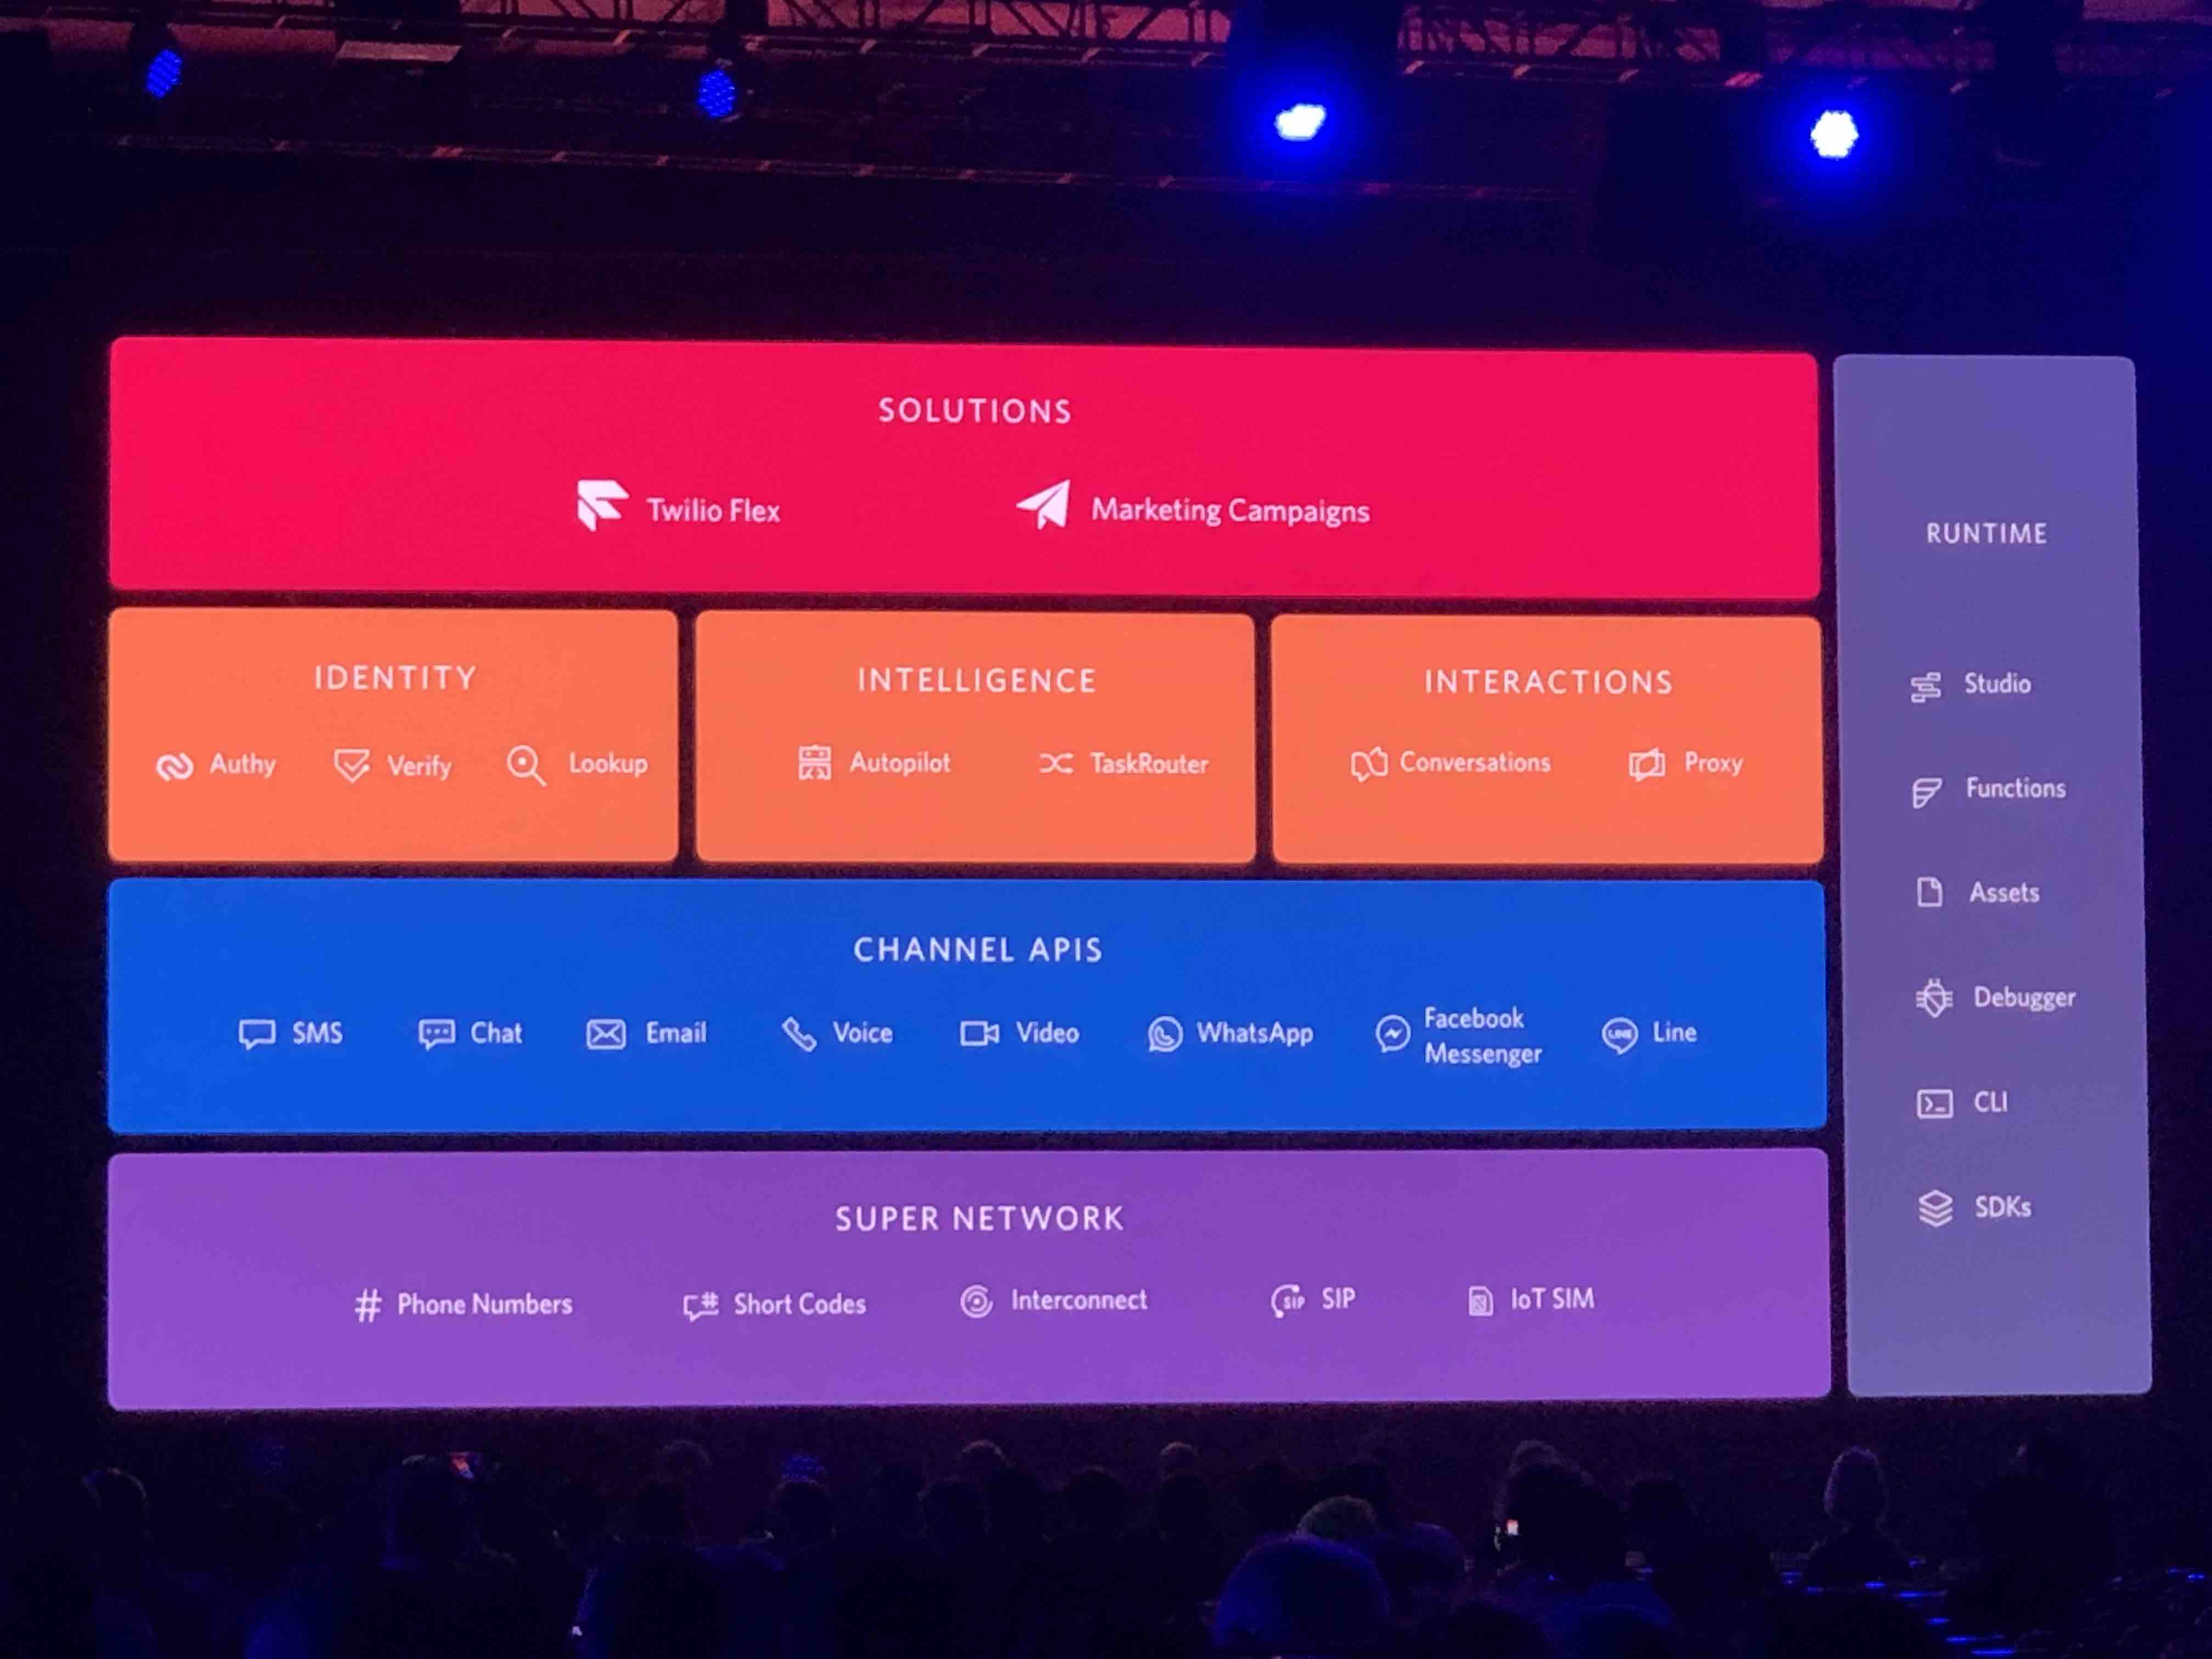 SOLUTIONS
Twilio Flex
Marketing Campaigns
IDENTITY
Authy
Verify
Lookup
INTELLIGENCE
Autopilot
TaskRouter
INTERACTIONS
Conversations
Proxy
CHANNEL APIS
SMS
Chat
Email
Voice
Video
WhatsApp
Facebook
Messenger
LINE
Line
SUPER NETWORK
Phone Numbers
Short Codes
Interconnect
SIP
SIP
IoT SIM
RUNTIME
Studio
Functions
Assets
Debugger
CLI
SDKs